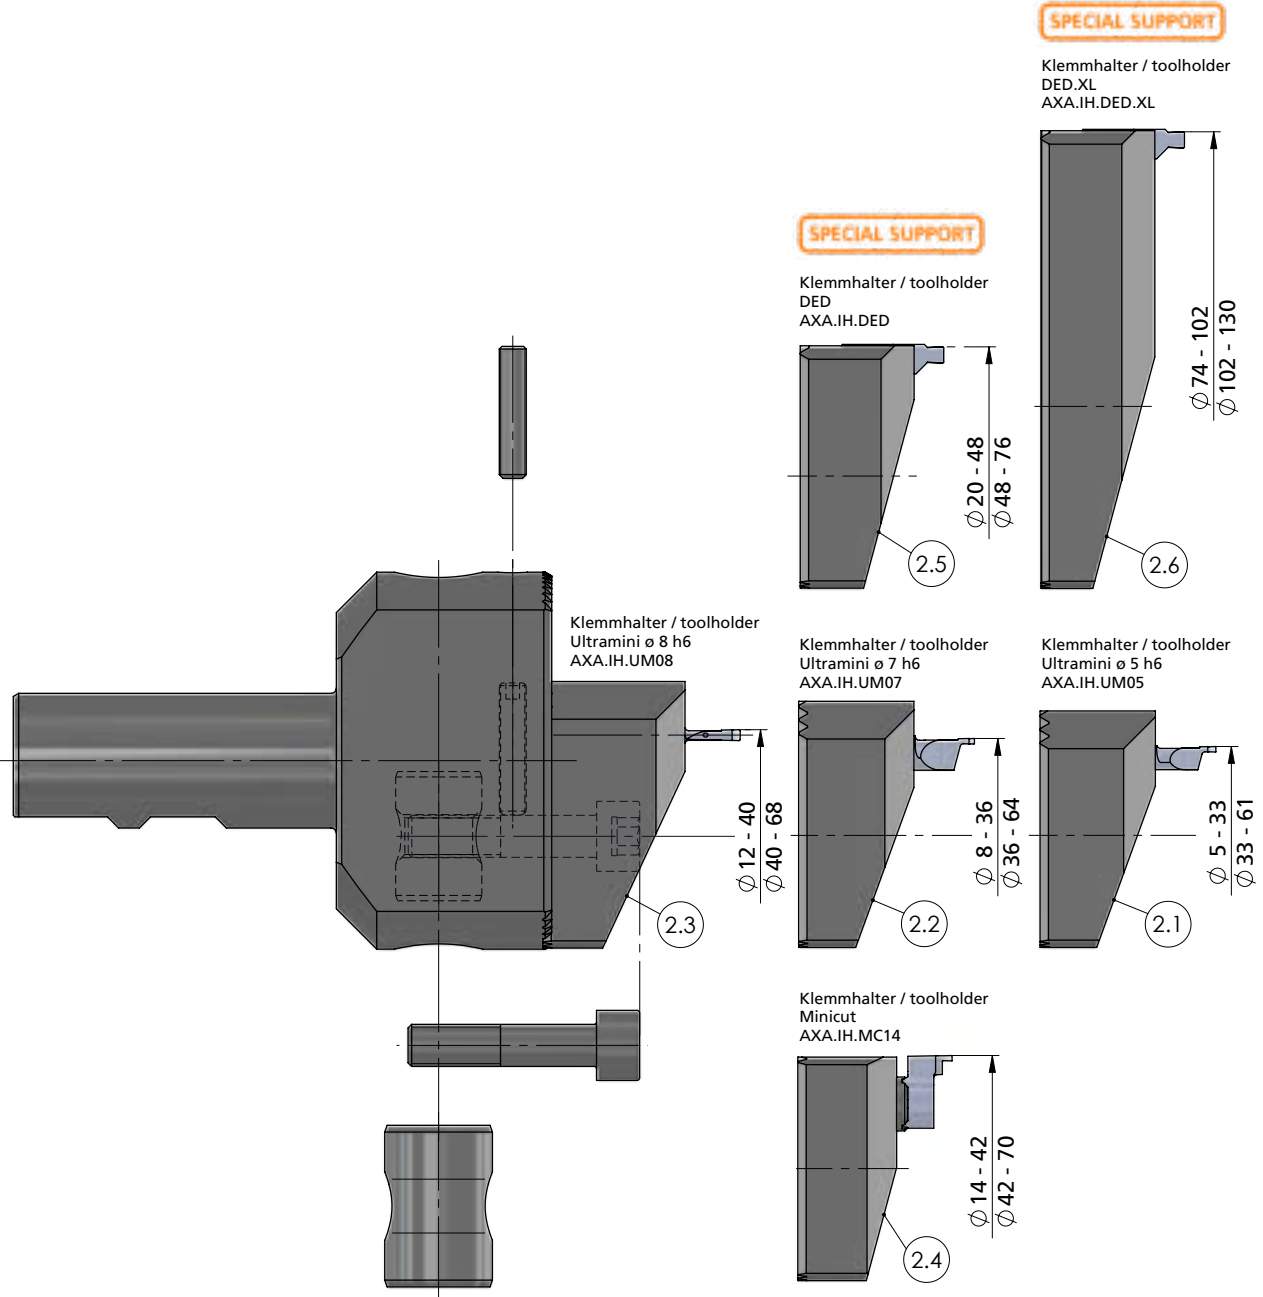 SPECIAL SUPPORT
Klemmhalter / toolholder
DED.XL
AXA.IH.DED.XL
∅ 74 - 102
∅ 102 - 130
2.6
SPECIAL SUPPORT
Klemmhalter / toolholder
DED
AXA.IH.DED
∅ 20 - 48
∅ 48 - 76
2.5
Klemmhalter / toolholder
Ultramini ø 8 h6
AXA.IH.UM08
∅ 12 - 40
∅ 40 - 68
2.3
Klemmhalter / toolholder
Ultramini ø 7 h6
AXA.IH.UM07
∅ 8 - 36
∅ 36 - 64
2.2
Klemmhalter / toolholder
Ultramini ø 5 h6
AXA.IH.UM05
∅ 5 - 33
∅ 33 - 61
2.1
Klemmhalter / toolholder
Minicut
AXA.IH.MC14
∅ 14 - 42
∅ 42 - 70
2.4